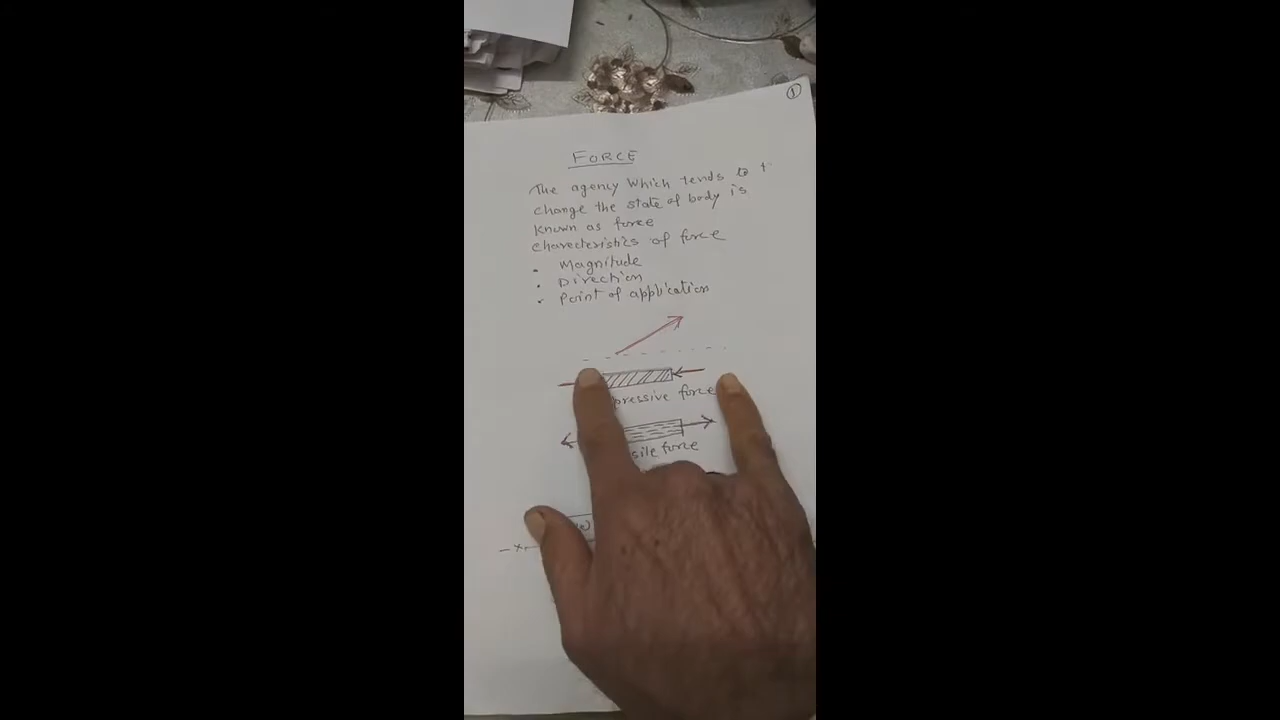 1
FORCE
The agency which tends to
change the state of body is
known as force
charecteristics of force
• Magnitude
• Direction
• point of application
pressive force
sile force
x